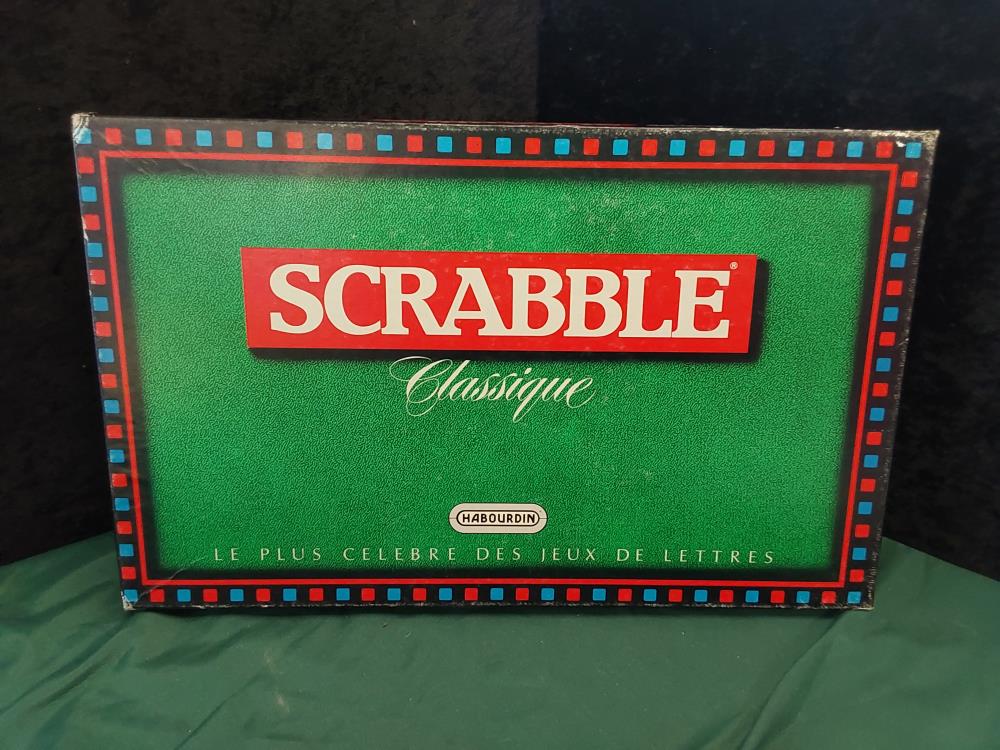 SCRABBLE®
Classique
HABOURDIN
LE PLUS CELEBRE DES JEUX DE LETTRES